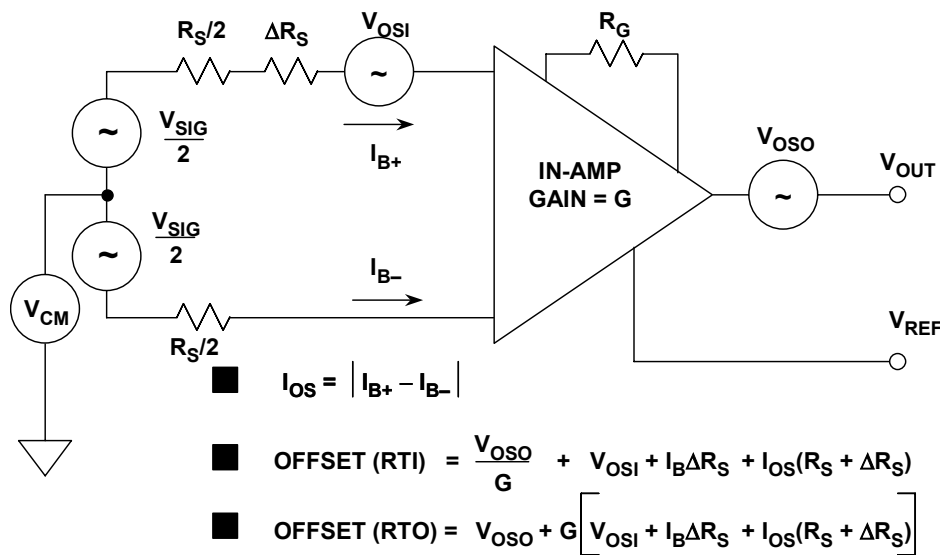 R_S/2 ΔR_S V_OSI R_G
V_SIG
2
I_B+
IN-AMP
GAIN = G
V_OSO
V_OUT
V_SIG
2
I_B–
V_CM
R_S/2
V_REF
■ I_OS = | I_B+ – I_B– |
■ OFFSET (RTI) = V_OSO/G + V_OSI + I_BΔR_S + I_OS(R_S + ΔR_S)
■ OFFSET (RTO) = V_OSO + G[V_OSI + I_BΔR_S + I_OS(R_S + ΔR_S)]